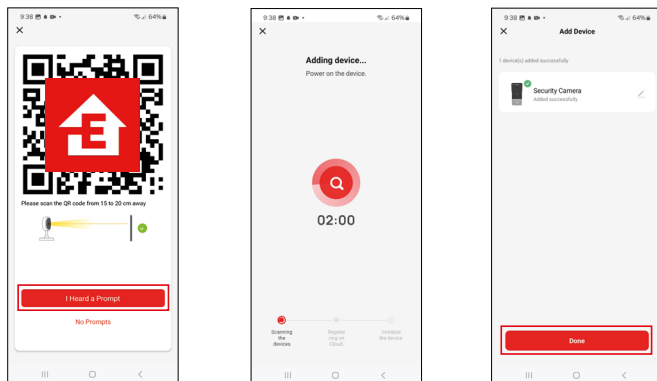 9:38
64%
Please scan the QR code from 15 to 20 cm away
I Heard a Prompt
No Prompts
9:38
64%
Adding device...
Power on the device.
02:00
Scanning
the
devices
Registe
ring on
Cloud.
Initialize
the device.
9:38
64%
Add Device
1 device(s) added successfully
Security Camera
Added successfully
Done